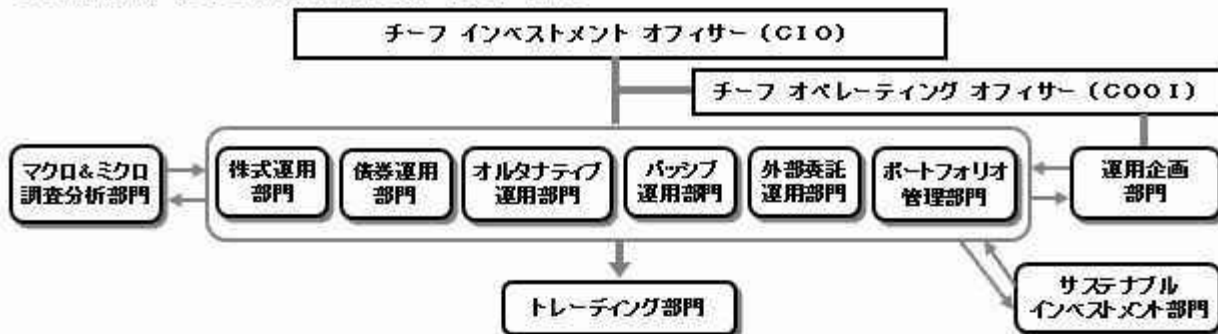 チーフ インベストメント オフィサー（CIO）
チーフ オペレーティング オフィサー（COOI）
マクロ&ミクロ
調査分析部門
株式運用
部門
債券運用
部門
オルタナティブ
運用部門
パッシブ
運用部門
外部委託
運用部門
ポートフォリオ
管理部門
運用企画
部門
トレーディング部門
サステナブル
インベストメント部門